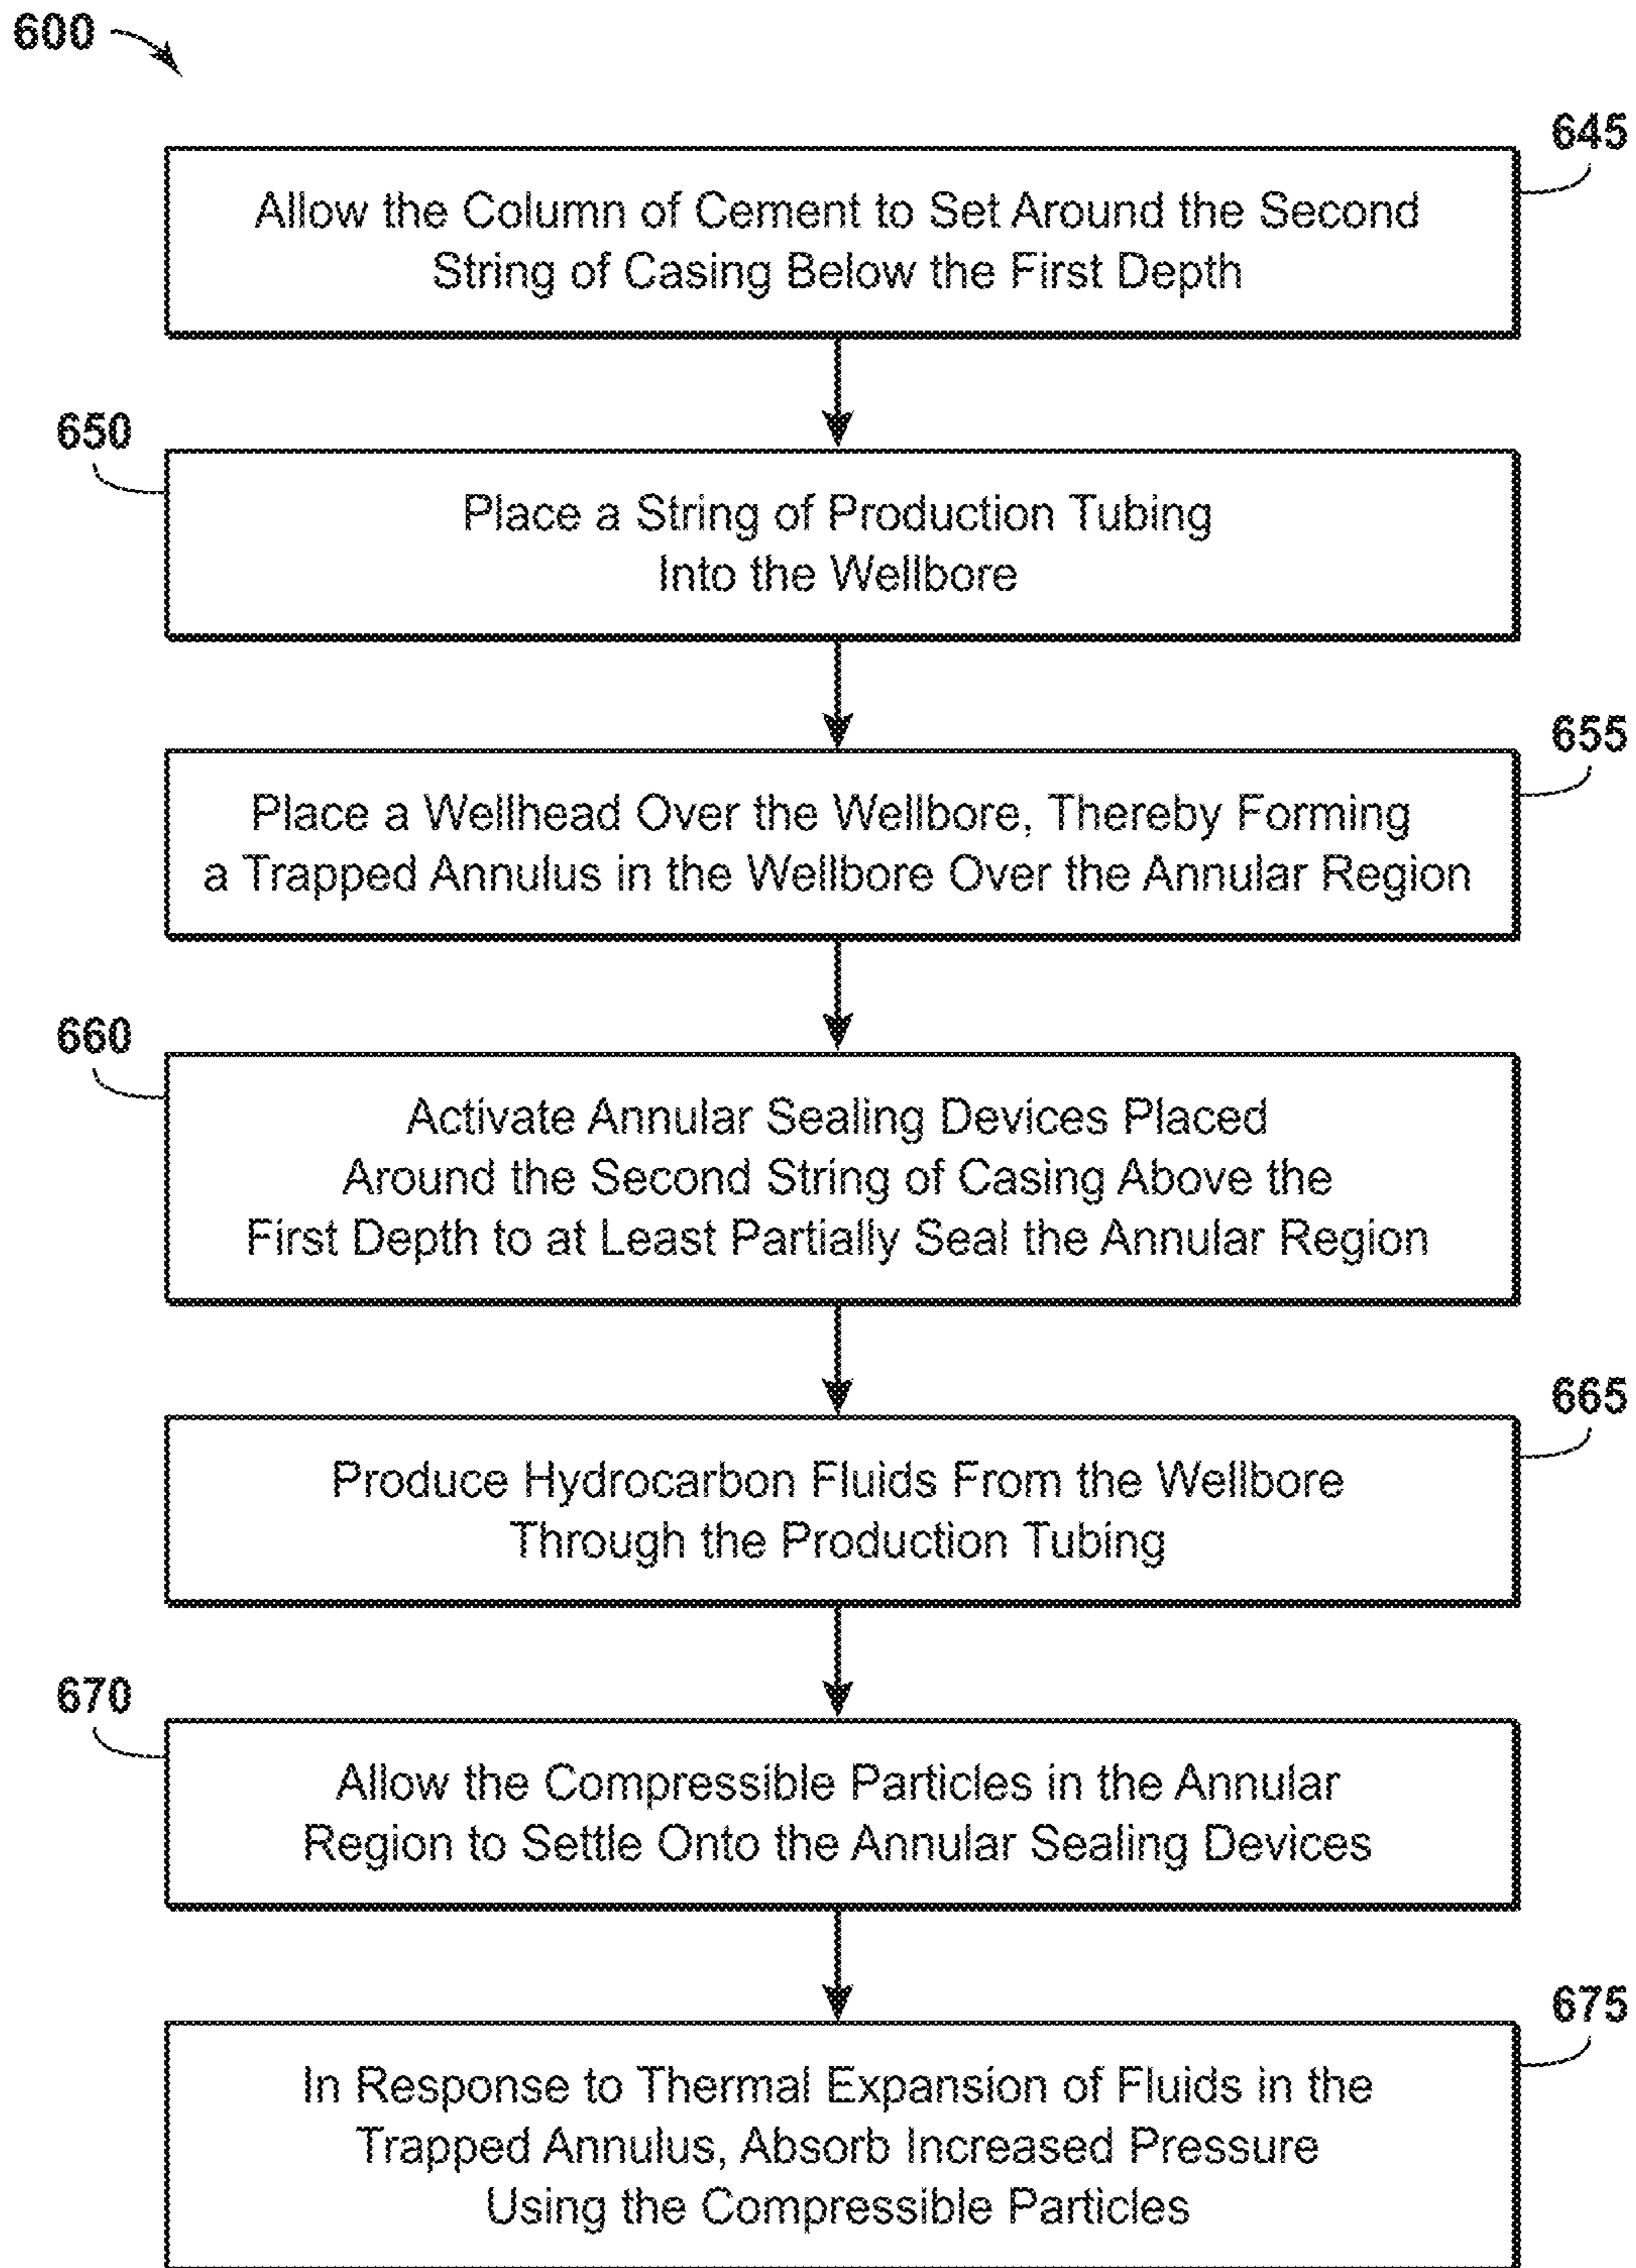 600
645
Allow the Column of Cement to Set Around the Second
String of Casing Below the First Depth
650
Place a String of Production Tubing
Into the Wellbore
655
Place a Wellhead Over the Wellbore, Thereby Forming
a Trapped Annulus in the Wellbore Over the Annular Region
660
Activate Annular Sealing Devices Placed
Around the Second String of Casing Above the
First Depth to at Least Partially Seal the Annular Region
665
Produce Hydrocarbon Fluids From the Wellbore
Through the Production Tubing
670
Allow the Compressible Particles in the Annular
Region to Settle Onto the Annular Sealing Devices
675
In Response to Thermal Expansion of Fluids in the
Trapped Annulus, Absorb Increased Pressure
Using the Compressible Particles